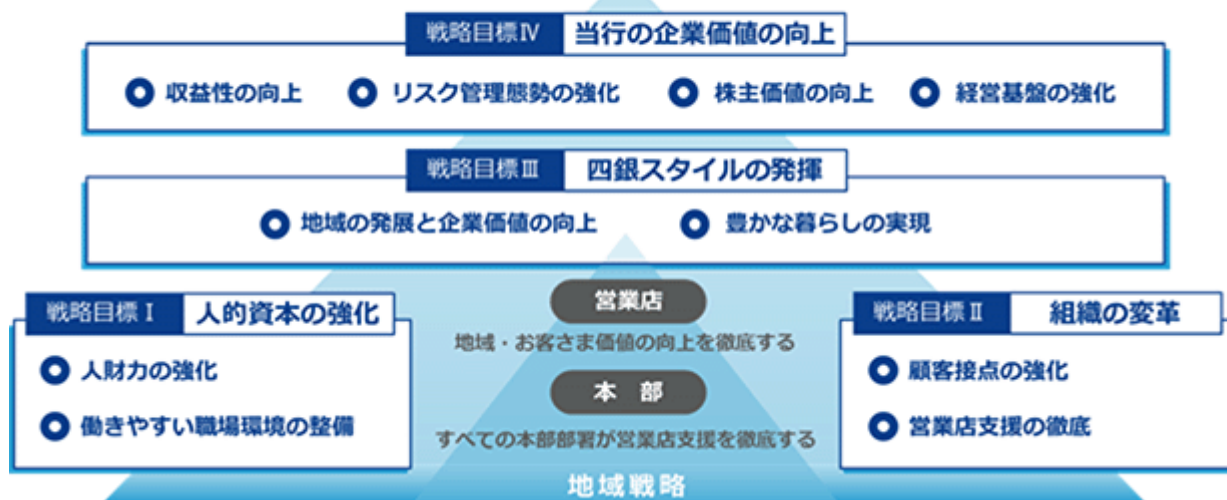 戦略目標Ⅳ 当行の企業価値の向上
収益性の向上 リスク管理態勢の強化 株主価値の向上 経営基盤の強化
戦略目標Ⅲ 四銀スタイルの発揮
地域の発展と企業価値の向上 豊かな暮らしの実現
戦略目標Ⅰ 人的資本の強化
人財力の強化
働きやすい職場環境の整備
営業店
地域・お客さま価値の向上を徹底する
本部
すべての本部部署が営業店支援を徹底する
戦略目標Ⅱ 組織の変革
顧客接点の強化
営業店支援の徹底
地域戦略